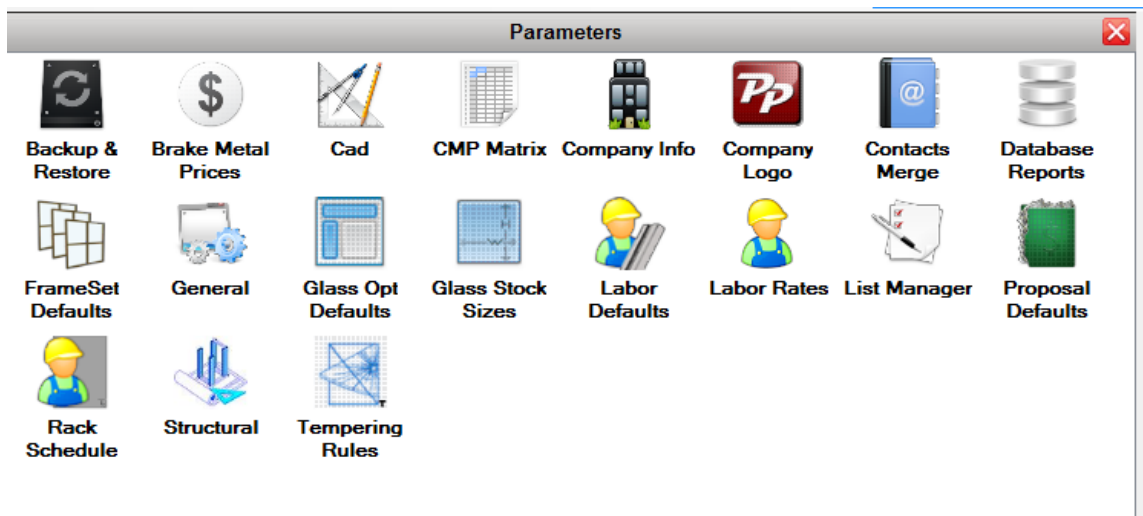 Parameters
Backup & Restore
Brake Metal Prices
Cad
CMP Matrix
Company Info
PP
Company Logo
@
Contacts Merge
Database Reports
FrameSet Defaults
General
Glass Opt Defaults
W
H
Glass Stock Sizes
Labor Defaults
Labor Rates
List Manager
Proposal Defaults
Rack Schedule
Structural
T
Tempering Rules